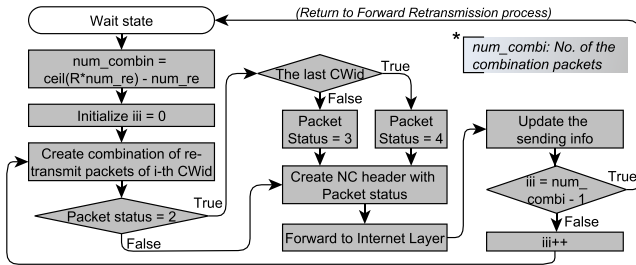 Wait state
(Return to Forward Retransmission process)
num_combin =
ceil(R*num_re) - num_re
Initialize iii = 0
Create combination of re-
transmit packets of i-th CWid
Packet status = 2
True
False
The last CWid
True
False
Packet
Status = 3
Packet
Status = 4
Create NC header with
Packet status
Forward to Internet Layer
* num_combi: No. of the
combination packets
Update the
sending info
iii = num_
combi - 1
True
False
iii++